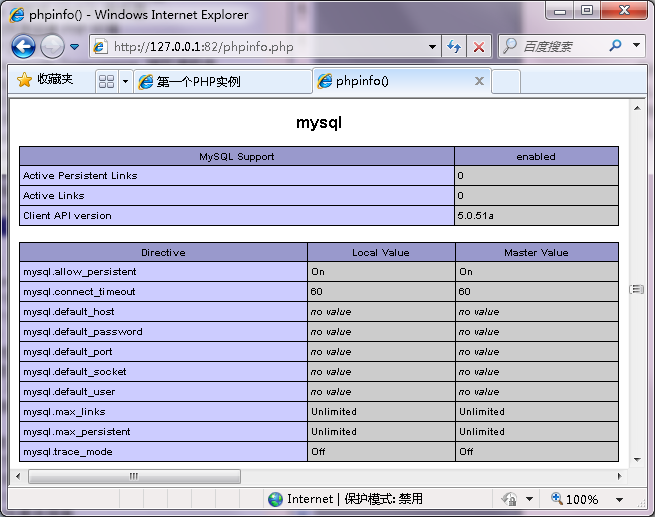 phpinfo() - Windows Internet Explorer
http://127.0.0.1:82/phpinfo.php
百度搜索
收藏夹
第一个PHP实例
phpinfo()
mysql
MySQL Support enabled
Active Persistent Links 0
Active Links 0
Client API version 5.0.51a
Directive Local Value Master Value
mysql.allow_persistent On On
mysql.connect_timeout 60 60
mysql.default_host no value no value
mysql.default_password no value no value
mysql.default_port no value no value
mysql.default_socket no value no value
mysql.default_user no value no value
mysql.max_links Unlimited Unlimited
mysql.max_persistent Unlimited Unlimited
mysql.trace_mode Off Off
Internet | 保护模式: 禁用
100%